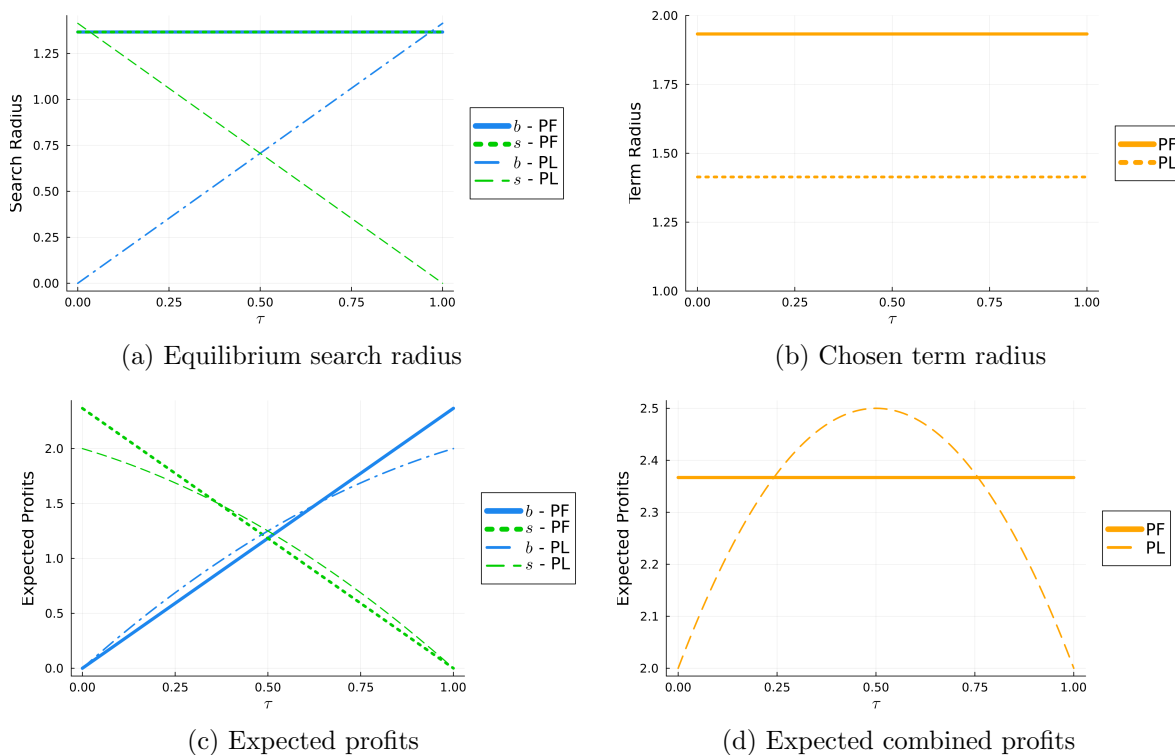 Search Radius
1.25
1.00
0.75
0.50
0.25
0.00
0.00 0.25 0.50 0.75 1.00
τ
b - PF
s - PF
b - PL
s - PL
(a) Equilibrium search radius
Term Radius
2.00
1.75
1.50
1.25
1.00
0.00 0.25 0.50 0.75 1.00
τ
PF
PL
(b) Chosen term radius
Expected Profits
2.0
1.5
1.0
0.5
0.0
0.00 0.25 0.50 0.75 1.00
τ
b - PF
s - PF
b - PL
s - PL
(c) Expected profits
Expected Profits
2.5
2.4
2.3
2.2
2.1
2.0
0.00 0.25 0.50 0.75 1.00
τ
PF
PL
(d) Expected combined profits